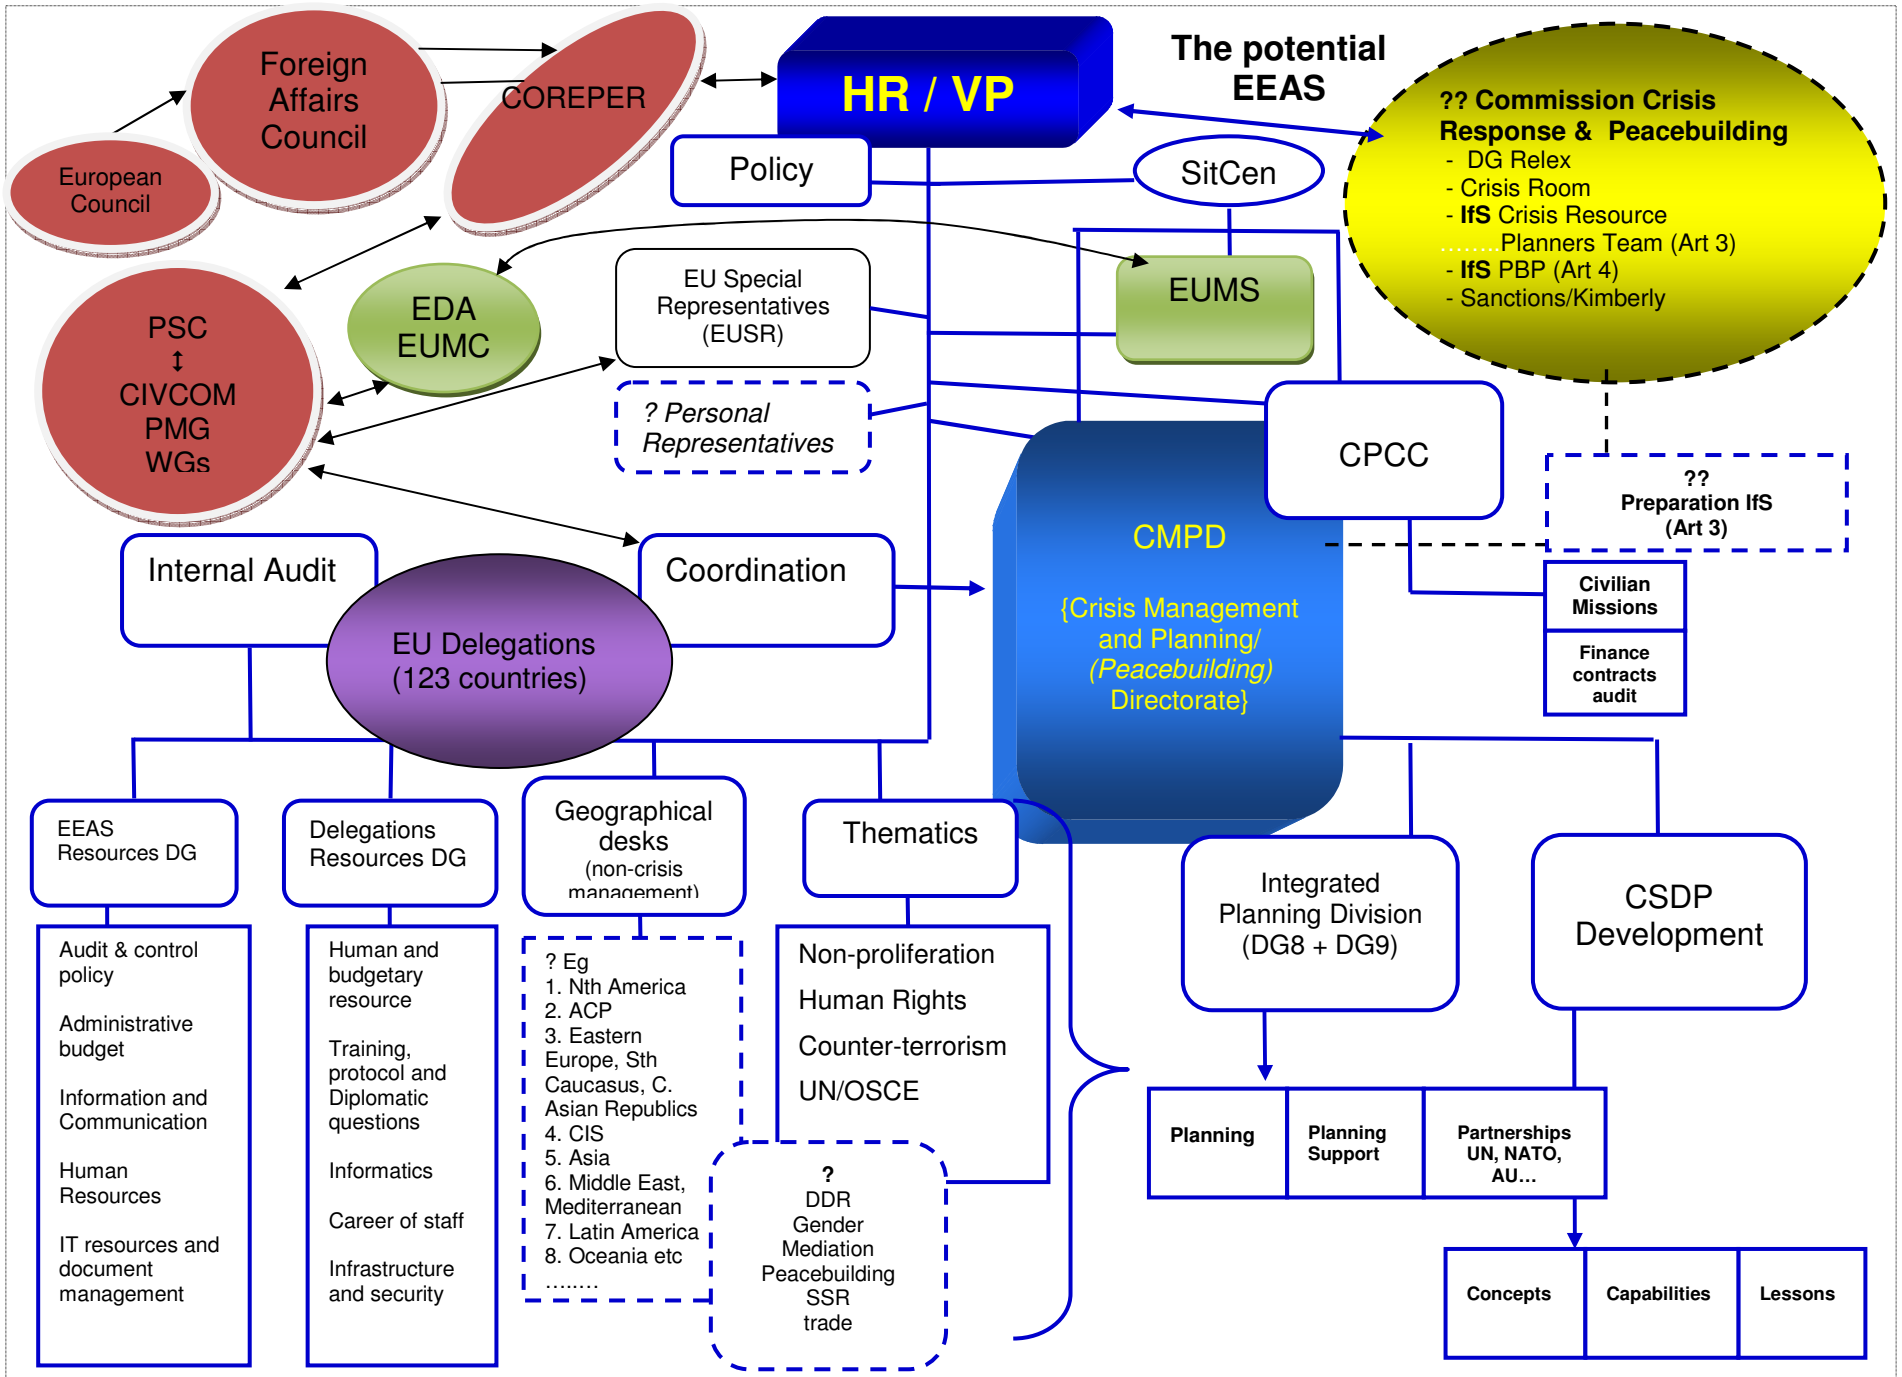 The potential
EEAS
Foreign
Affairs
Council
COREPER
HR / VP
European
Council
Policy
SitCen
?? Commission Crisis
Response & Peacebuilding
- DG Relex
- Crisis Room
- IfS Crisis Resource
........Planners Team (Art 3)
- IfS PBP (Art 4)
- Sanctions/Kimberly
PSC
↕
CIVCOM
PMG
WGs
EDA
EUMC
EU Special
Representatives
(EUSR)
EUMS
? Personal
Representatives
CPCC
??
Preparation IfS
(Art 3)
Internal Audit
EU Delegations
(123 countries)
Coordination
CMPD
{Crisis Management
and Planning/
(Peacebuilding)
Directorate}
Civilian
Missions
Finance
contracts
audit
EEAS
Resources DG
Delegations
Resources DG
Geographical
desks
(non-crisis
management)
Thematics
Integrated
Planning Division
(DG8 + DG9)
CSDP
Development
Audit & control
policy
Administrative
budget
Information and
Communication
Human
Resources
IT resources and
document
management
Human and
budgetary
resource
Training,
protocol and
Diplomatic
questions
Informatics
Career of staff
Infrastructure
and security
? Eg
1. Nth America
2. ACP
3. Eastern
Europe, Sth
Caucasus, C.
Asian Republics
4. CIS
5. Asia
6. Middle East,
Mediterranean
7. Latin America
8. Oceania etc
........
Non-proliferation
Human Rights
Counter-terrorism
UN/OSCE
?
DDR
Gender
Mediation
Peacebuilding
SSR
trade
Planning
Planning
Support
Partnerships
UN, NATO,
AU…
Concepts
Capabilities
Lessons